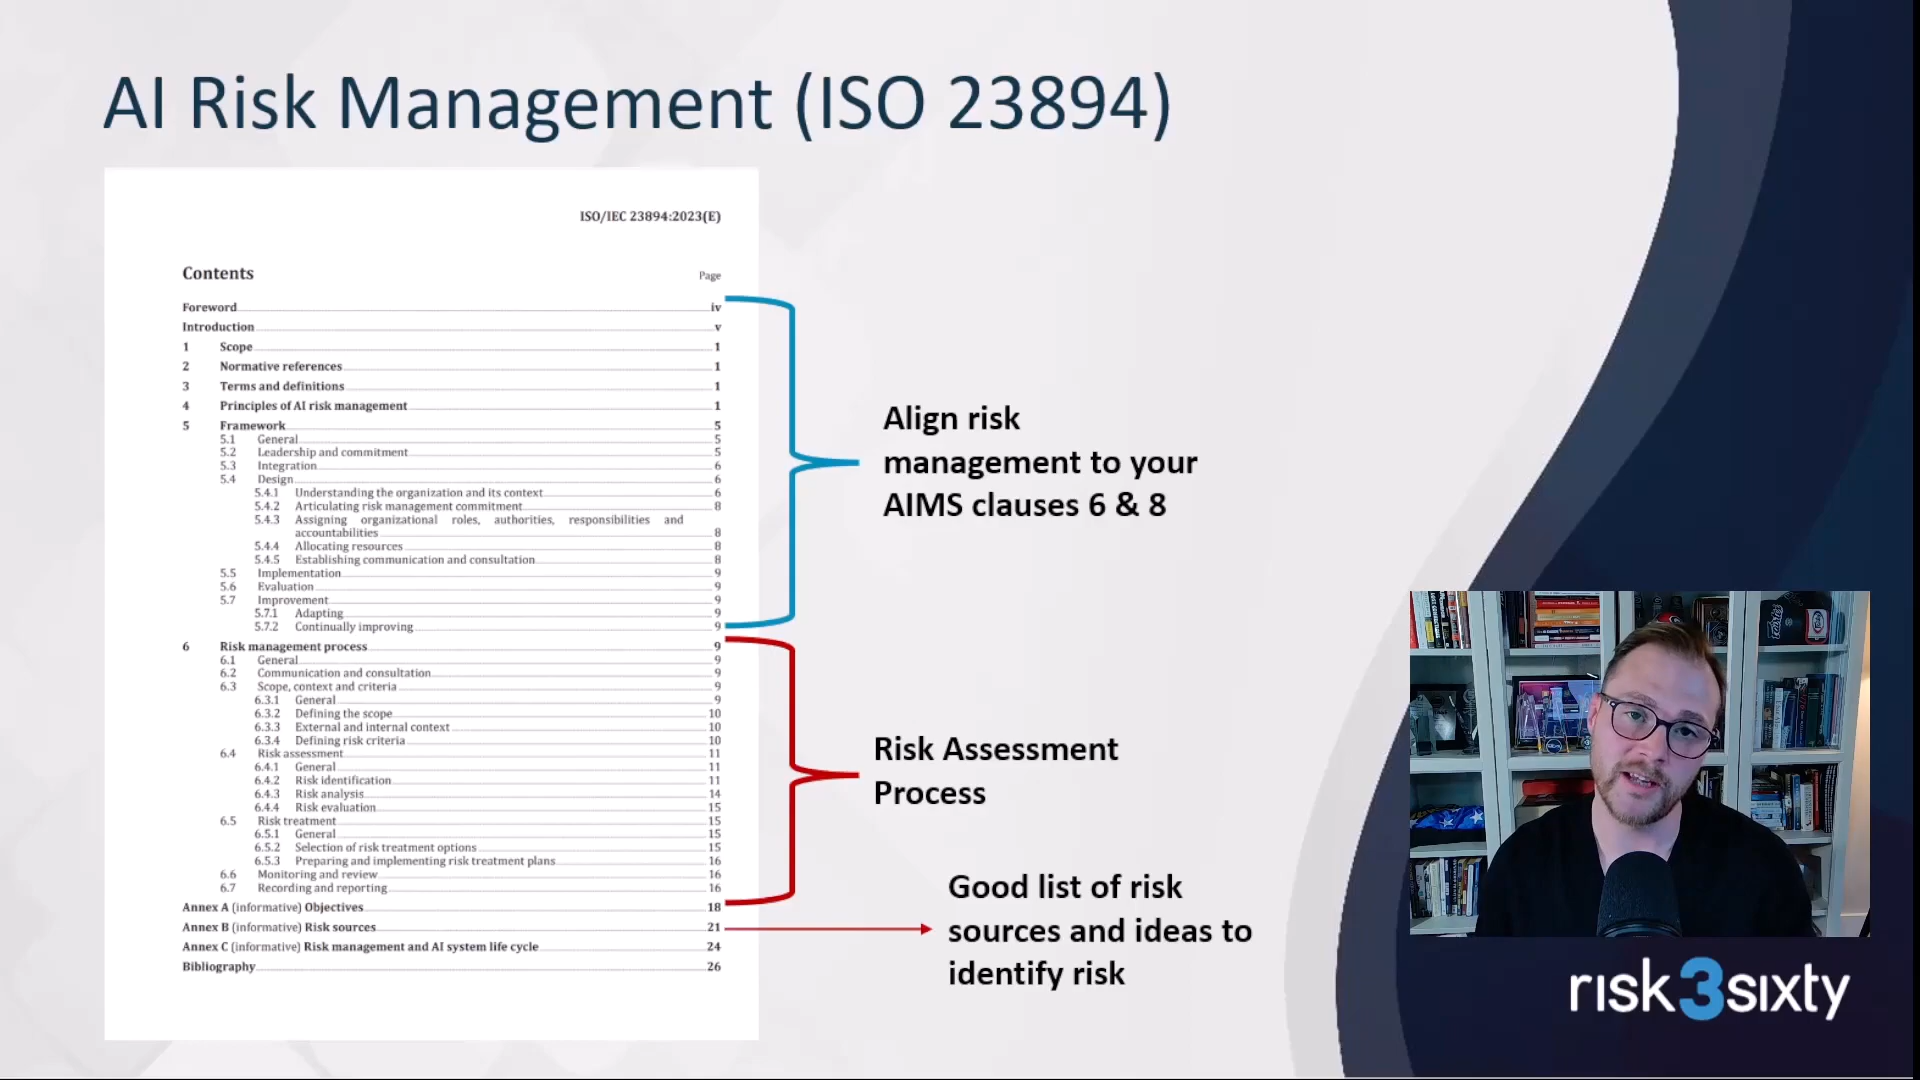 AI Risk Management (ISO 23894)
ISO/IEC 23894:2023(E)
Contents
Page
Foreword iv
Introduction v
1 Scope 1
2 Normative references 1
3 Terms and definitions 1
4 Principles of AI risk management 1
5 Framework 5
5.1 General 5
5.2 Leadership and commitment 5
5.3 Integration 6
5.4 Design 6
5.4.1 Understanding the organization and its context 6
5.4.2 Articulating risk management commitment 8
5.4.3 Assigning organizational roles, authorities, responsibilities and
accountabilities 8
5.4.4 Allocating resources 8
5.4.5 Establishing communication and consultation 8
5.5 Implementation 9
5.6 Evaluation 9
5.7 Improvement 9
5.7.1 Adapting 9
5.7.2 Continually improving 9
6 Risk management process 9
6.1 General 9
6.2 Communication and consultation 9
6.3 Scope, context and criteria 9
6.3.1 General 9
6.3.2 Defining the scope 10
6.3.3 External and internal context 10
6.3.4 Defining risk criteria 10
6.4 Risk assessment 11
6.4.1 General 11
6.4.2 Risk identification 11
6.4.3 Risk analysis 14
6.4.4 Risk evaluation 15
6.5 Risk treatment 15
6.5.1 General 15
6.5.2 Selection of risk treatment options 15
6.5.3 Preparing and implementing risk treatment plans 16
6.6 Monitoring and review 16
6.7 Recording and reporting 16
Annex A (informative) Objectives 18
Annex B (informative) Risk sources 21
Annex C (informative) Risk management and AI system life cycle 24
Bibliography 26
Align risk
management to your
AIMS clauses 6 & 8
Risk Assessment
Process
Good list of risk
sources and ideas to
identify risk
risk3sixty